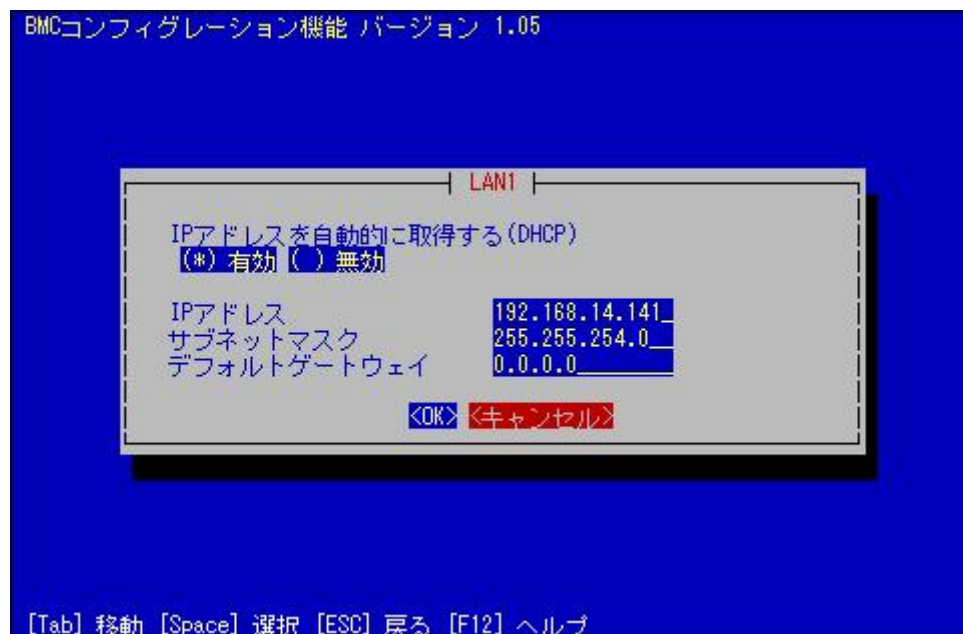 BMCコンフィグレーション機能 バージョン 1.05
LAN1
IPアドレスを自動的に取得する(DHCP)
(*) 有効 ( ) 無効
IPアドレス 192.168.14.141_
サブネットマスク 255.255.254.0__
デフォルトゲートウェイ 0.0.0.0________
<OK> <キャンセル>
[Tab] 移動 [Space] 選択 [ESC] 戻る [F12] ヘルプ